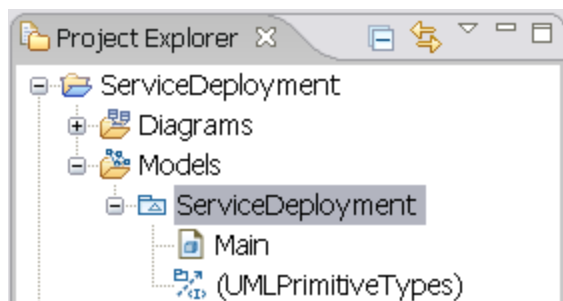 Project Explorer
ServiceDeployment
Diagrams
Models
ServiceDeployment
Main
(UMLPrimitiveTypes)